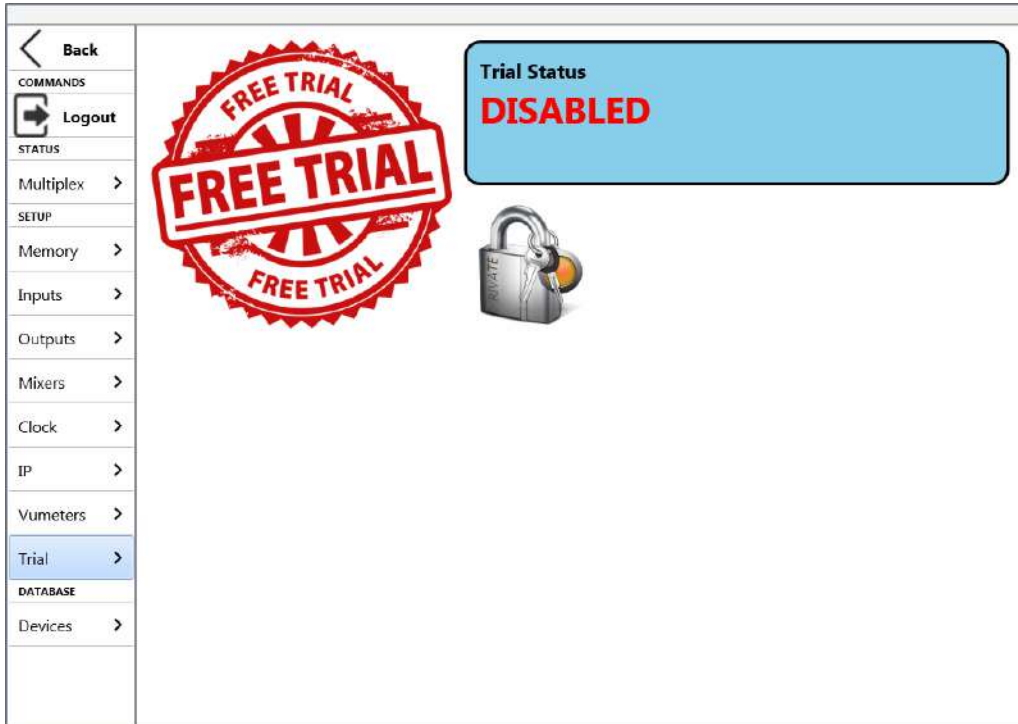 Back
COMMANDS
Logout
STATUS
Multiplex
SETUP
Memory
Inputs
Outputs
Mixers
Clock
IP
Vumeters
Trial
DATABASE
Devices
FREE TRIAL
FREE TRIAL
FREE TRIAL
Trial Status
DISABLED
RIVATE